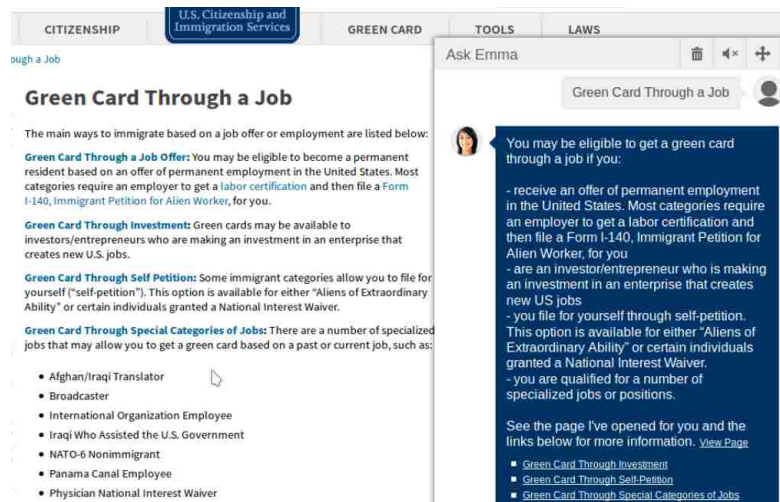 CITIZENSHIP
U.S. Citizenship and
Immigration Services
GREEN CARD
TOOLS
LAWS
ough a Job
Green Card Through a Job
The main ways to immigrate based on a job offer or employment are listed below:
Green Card Through a Job Offer: You may be eligible to become a permanent
resident based on an offer of permanent employment in the United States. Most
categories require an employer to get a labor certification and then file a Form
I-140, Immigrant Petition for Alien Worker, for you.
Green Card Through Investment: Green cards may be available to
investors/entrepreneurs who are making an investment in an enterprise that
creates new U.S. jobs.
Green Card Through Self Petition: Some immigrant categories allow you to file for
yourself (“self-petition”). This option is available for either “Aliens of Extraordinary
Ability” or certain individuals granted a National Interest Waiver.
Green Card Through Special Categories of Jobs: There are a number of specialized
jobs that may allow you to get a green card based on a past or current job, such as:
• Afghan/Iraqi Translator
• Broadcaster
• International Organization Employee
• Iraqi Who Assisted the U.S. Government
• NATO-6 Nonimmigrant
• Panama Canal Employee
• Physician National Interest Waiver
Ask Emma
Green Card Through a Job
You may be eligible to get a green card
through a job if you:
- receive an offer of permanent employment
in the United States. Most categories require
an employer to get a labor certification and
then file a Form I-140, Immigrant Petition for
Alien Worker, for you
- are an investor/entrepreneur who is making
an investment in an enterprise that creates
new US jobs
- you file for yourself through self-petition.
This option is available for either “Aliens of
Extraordinary Ability” or certain individuals
granted a National Interest Waiver.
- you are qualified for a number of
specialized jobs or positions.
See the page I've opened for you and the
links below for more information. View Page
Green Card Through Investment
Green Card Through Self-Petition
Green Card Through Special Categories of Jobs